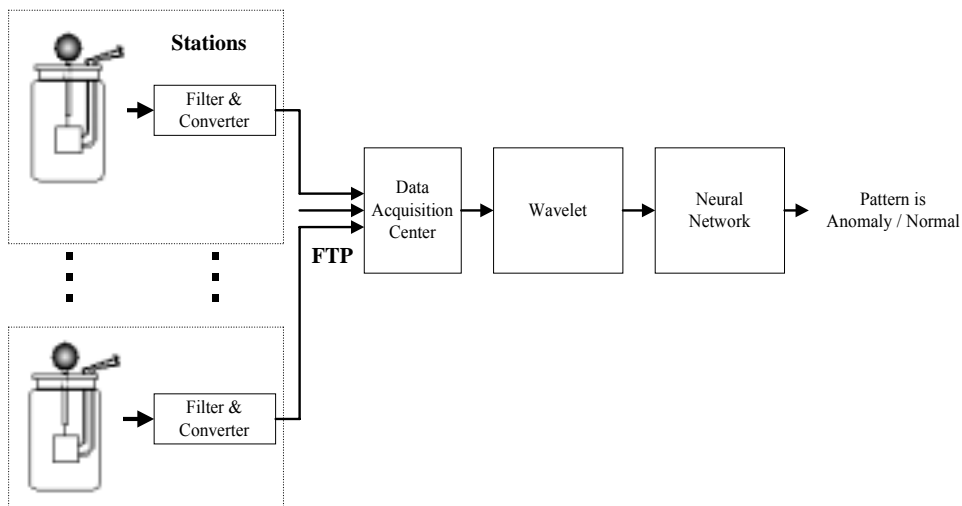 Stations
Filter &
Converter
Data
Acquisition
Center
Wavelet
Neural
Network
Pattern is
Anomaly / Normal
FTP
Filter &
Converter